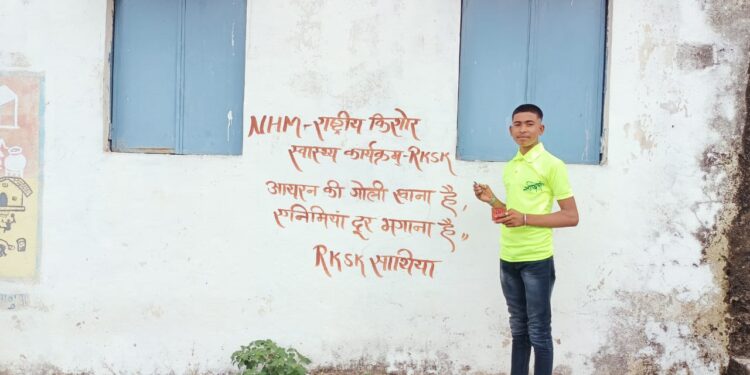 NHM-राष्ट्रीय किशोर
स्वास्थ्य कार्यक्रम-RKSK
आयरन की गोली खाना है,
एनिमिया दूर भगाना है,,
RKSK साथिया